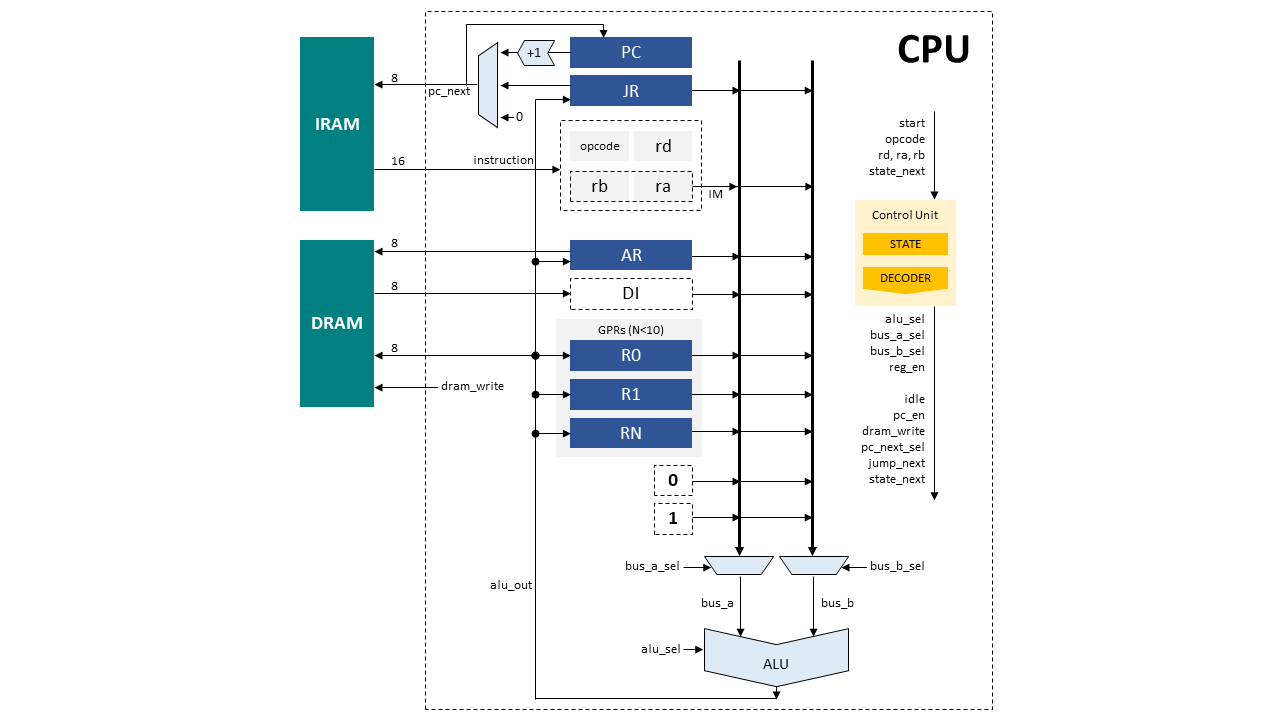 CPU
PC
+1
JR
8
pc_next
0
IRAM
opcode
rd
16
instruction
rb
ra
IM
start
opcode
rd, ra, rb
state_next
Control Unit
STATE
DECODER
8
AR
8
DI
DRAM
GPRs (N<10)
8
R0
dram_write
R1
RN
alu_sel
bus_a_sel
bus_b_sel
reg_en
idle
pc_en
dram_write
pc_next_sel
jump_next
state_next
0
1
bus_a_sel
bus_b_sel
alu_out
bus_a
bus_b
alu_sel
ALU